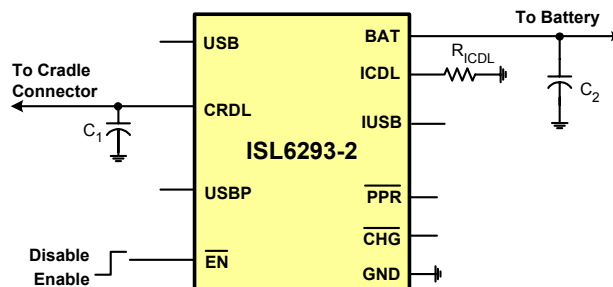 To Battery
USB
BAT
R_ICDL
To Cradle
Connector
ICDL
C_2
CRDL
C_1
IUSB
ISL6293-2
USBP
PPR
Disable
Enable
EN
CHG
GND